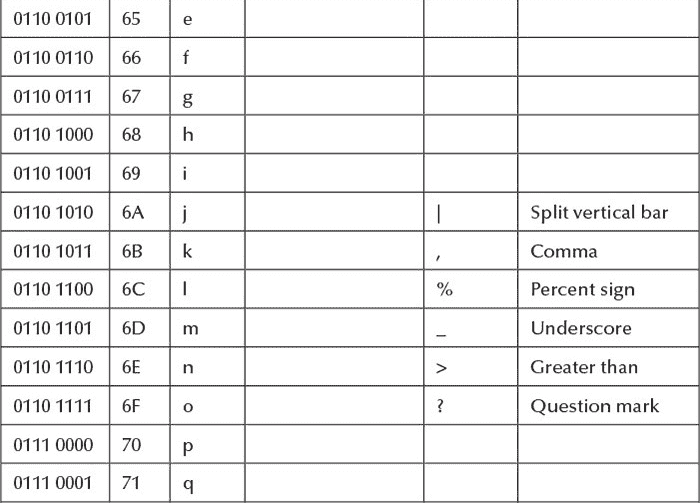 0110 0101 65 e
0110 0110 66 f
0110 0111 67 g
0110 1000 68 h
0110 1001 69 i
0110 1010 6A j | Split vertical bar
0110 1011 6B k , Comma
0110 1100 6C l % Percent sign
0110 1101 6D m _ Underscore
0110 1110 6E n > Greater than
0110 1111 6F o ? Question mark
0111 0000 70 p
0111 0001 71 q